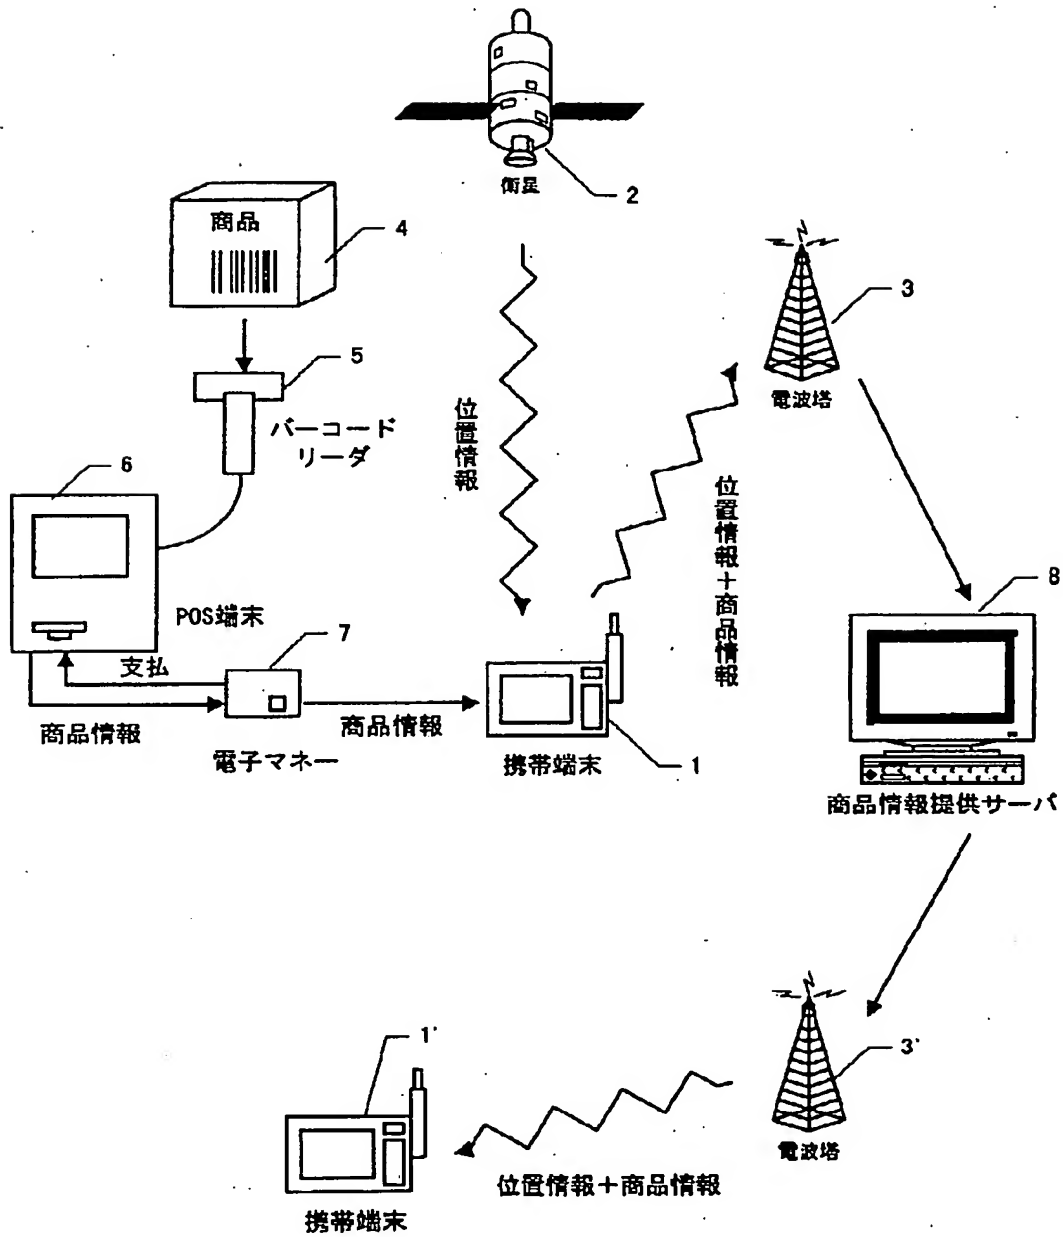 衛星
2
商品
4
3
電波塔
5
バーコード
リーダ
位置情報
6
位置情報＋商品情報
8
POS端末
7
支払
商品情報
商品情報
電子マネー
携帯端末
1
商品情報提供サーバ
1'
3'
電波塔
位置情報＋商品情報
携帯端末